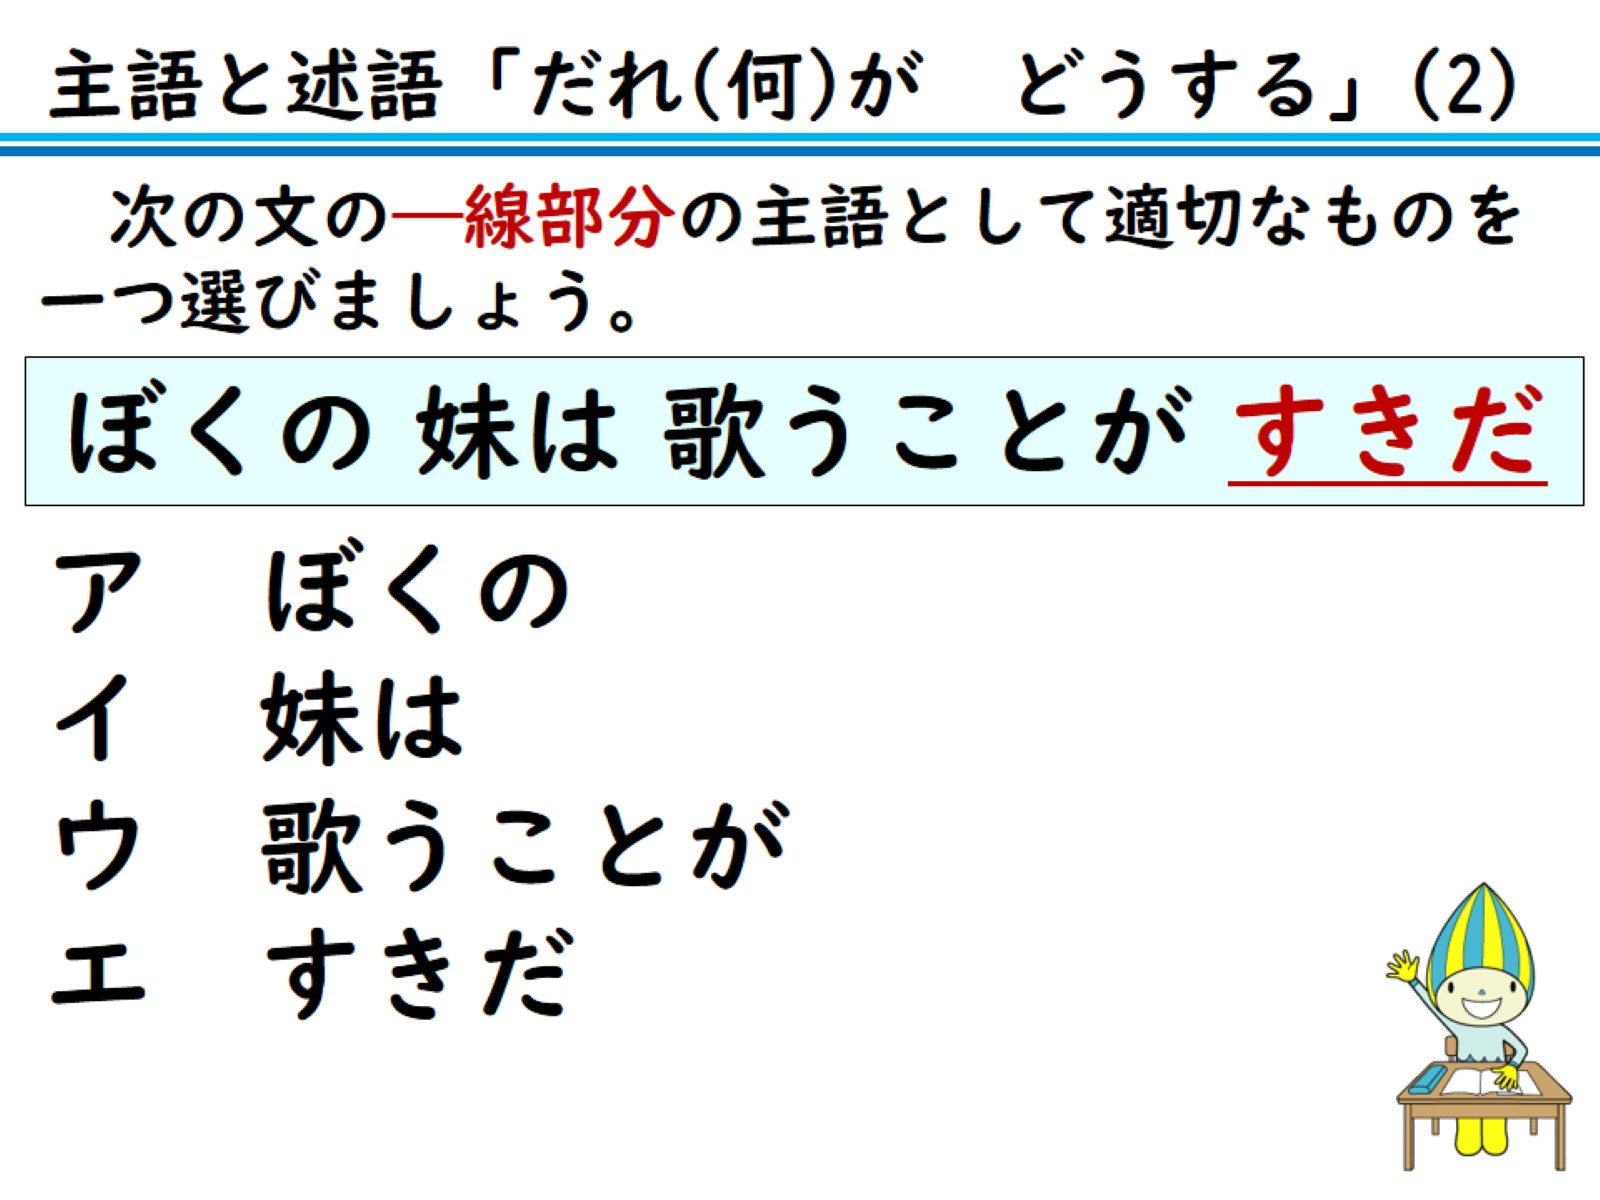 主語と述語「だれ(何)が　どうする」(2)
次の文の―線部分の主語として適切なものを
一つ選びましょう。
ぼくの 妹は 歌うことが すきだ
ア　ぼくの
イ　妹は
ウ　歌うことが
エ　すきだ